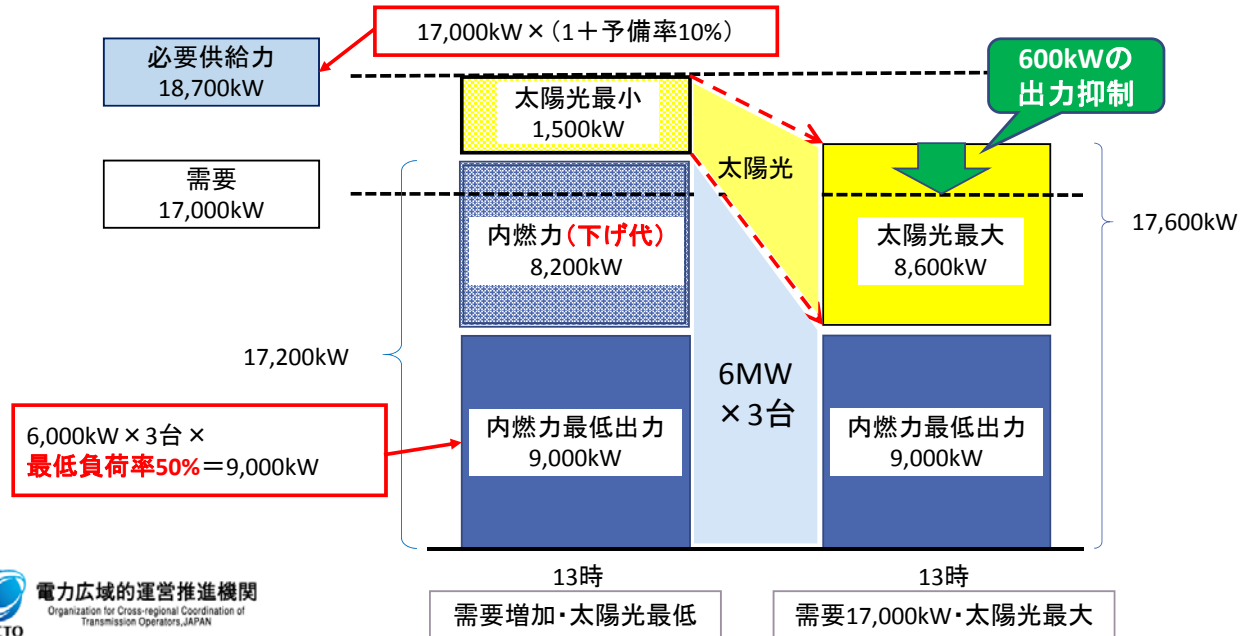 17,000kW×(1＋予備率10%)
必要供給力
18,700kW
600kWの
出力抑制
太陽光最小
1,500kW
太陽光
需要
17,000kW
17,600kW
内燃力(下げ代)
8,200kW
太陽光最大
8,600kW
17,200kW
6MW
×3台
6,000kW×3台×
最低負荷率50%＝9,000kW
内燃力最低出力
9,000kW
内燃力最低出力
9,000kW
13時
13時
需要増加・太陽光最低
需要17,000kW・太陽光最大
電力広域的運営推進機関
Organization for Cross-regional Coordination of
Transmission Operators,JAPAN